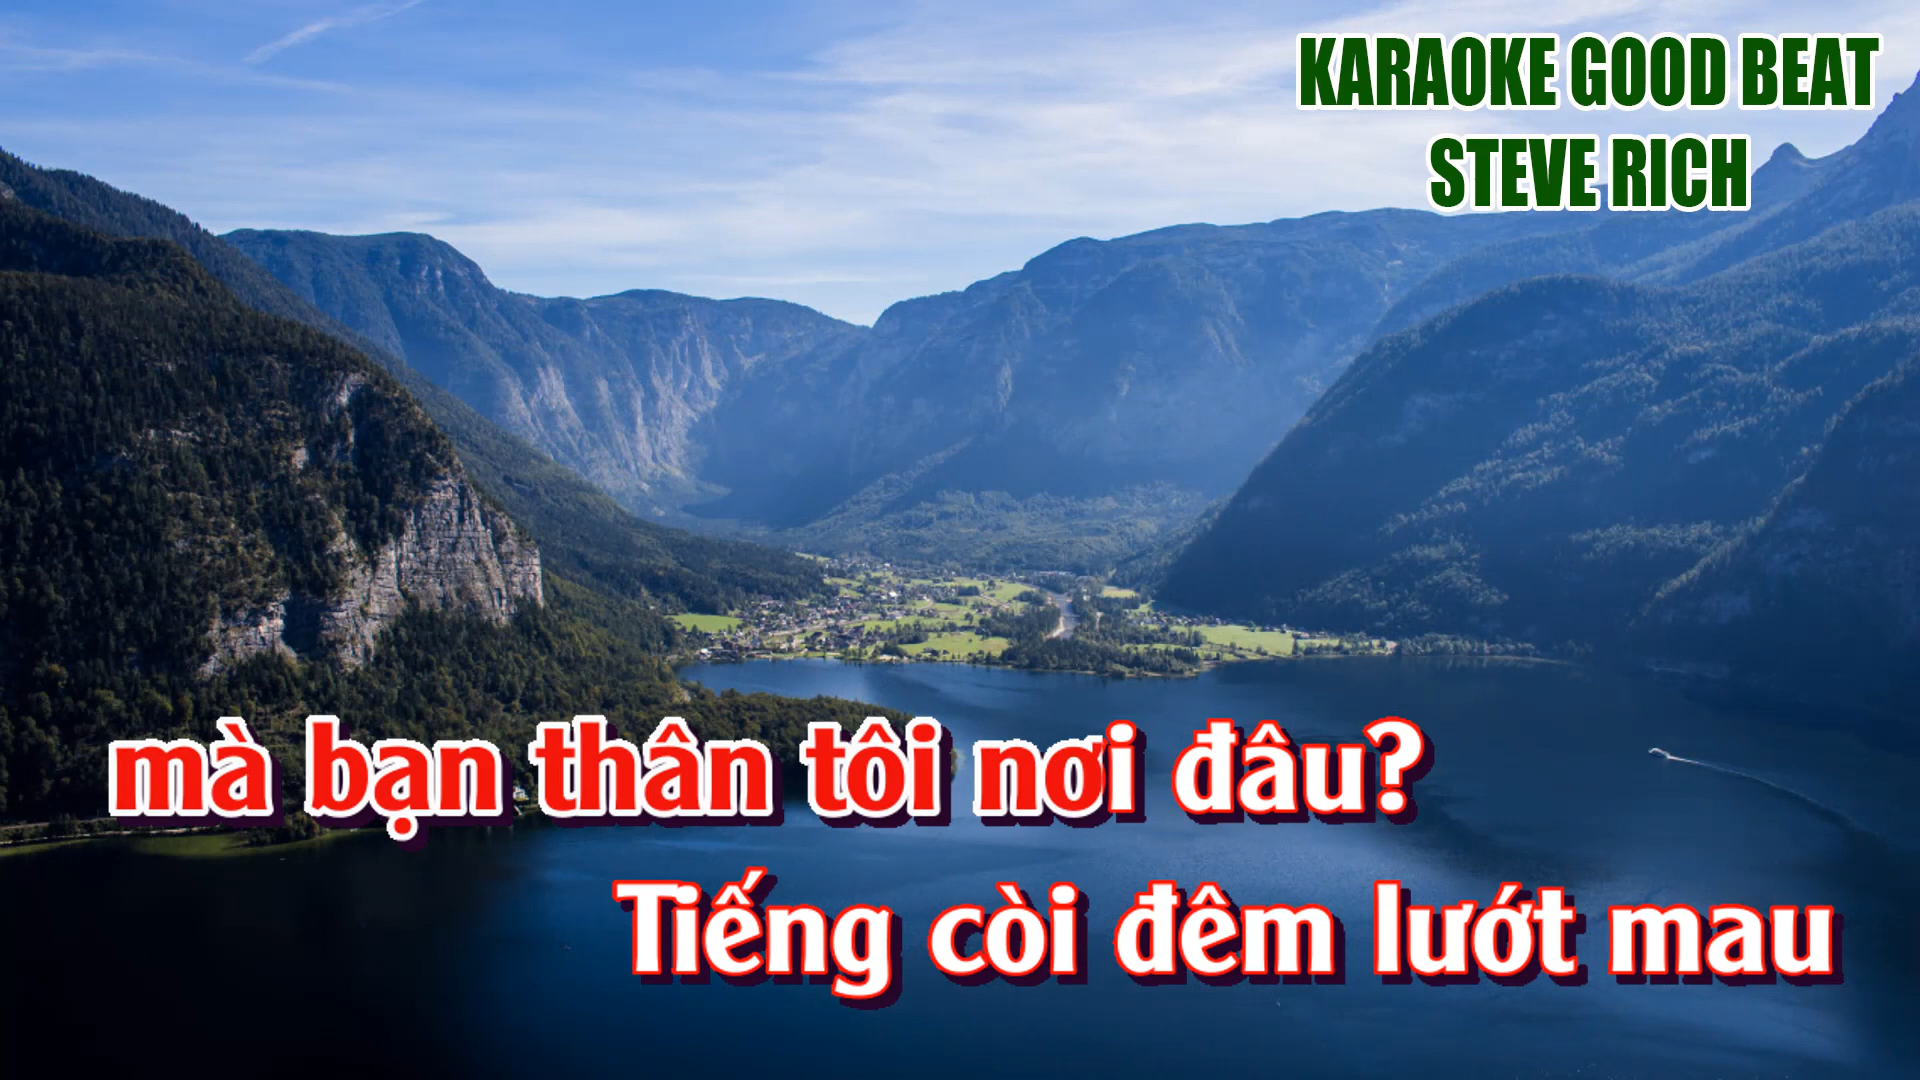 KARAOKE GOOD BEAT
STEVE RICH
mà bạn thân tôi nơi đâu?
Tiếng còi đêm lướt mau